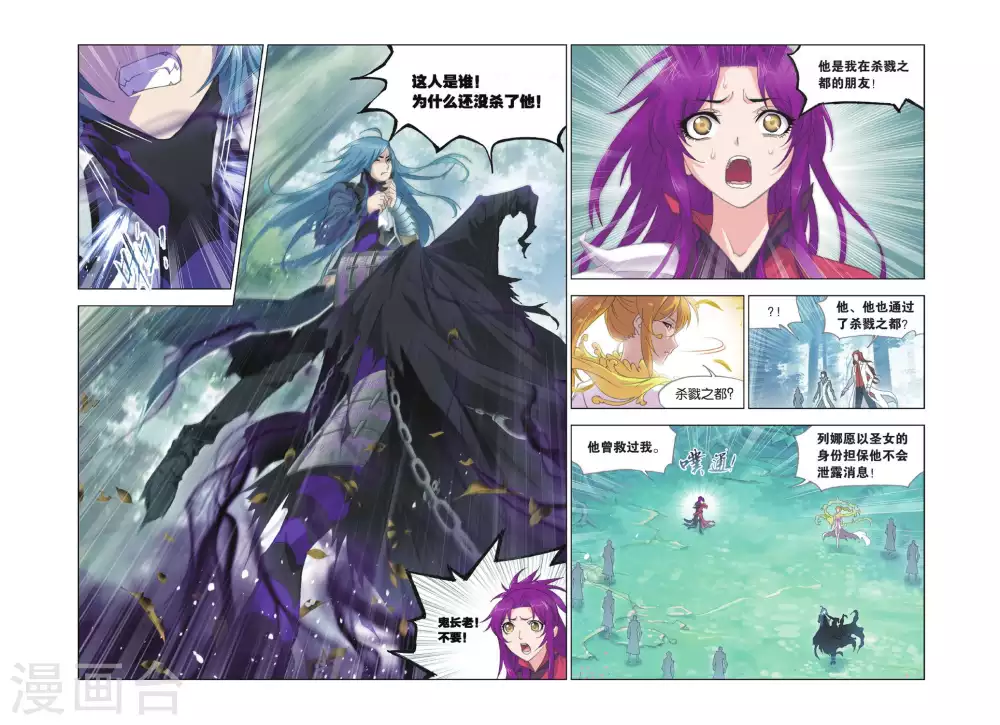 这人是谁！
为什么还没杀了他！
鬼长老！
不要！
他是我在杀戮之
都的朋友！
杀戮之都？
？！
他、他也通过
了杀戮之都？
他曾救过我。
噗通！
列娜愿以圣女的
身份担保他不会
泄露消息！
漫画台